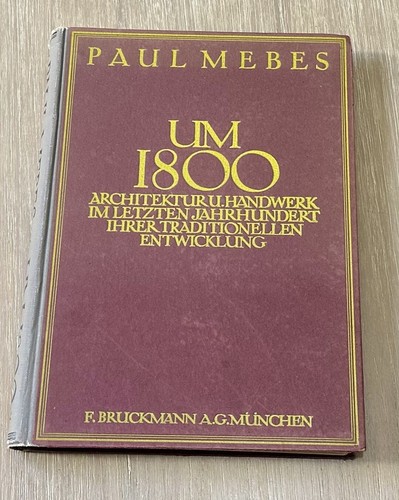 PAUL MEBES
UM
1800
ARCHITEKTUR U. HANDWERK
IM LETZTEN JAHRHUNDERT
IHRER TRADITIONELLEN
ENTWICKLUNG
F. BRUCKMANN A.G. MÜNCHEN